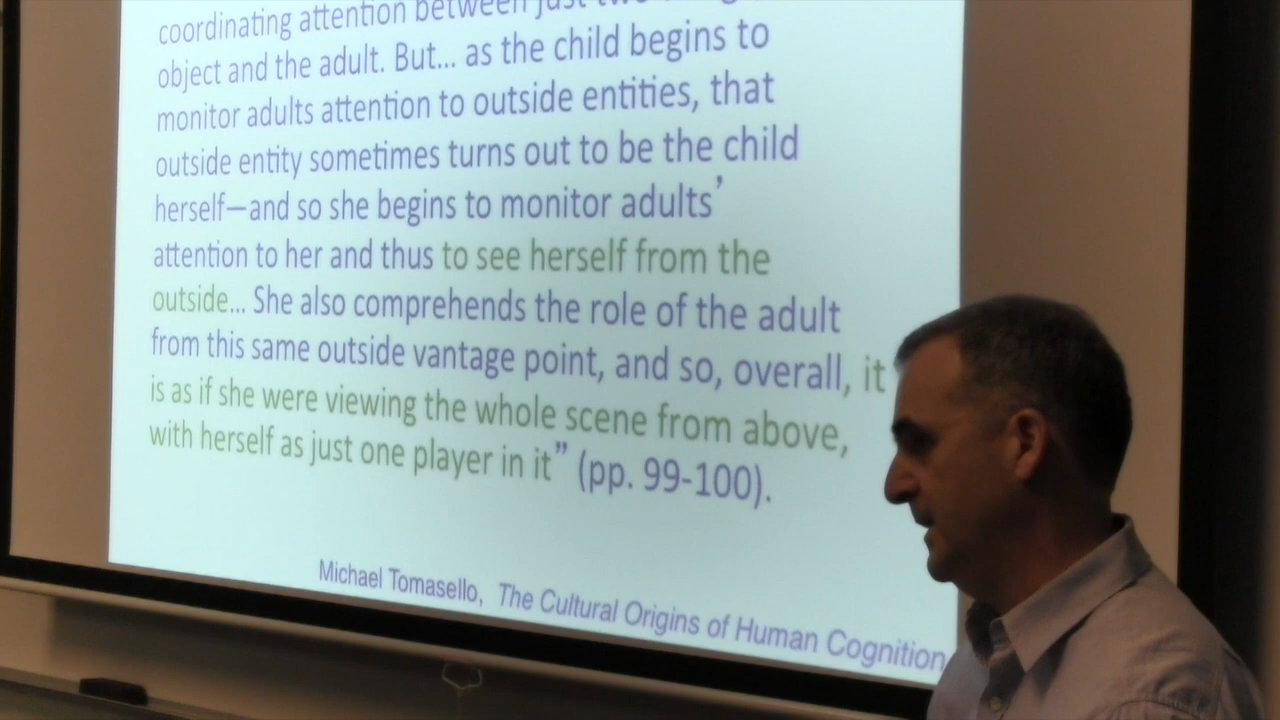 coordinating attention between just two
object and the adult. But... as the child begins to
monitor adults attention to outside entities, that
outside entity sometimes turns out to be the child
herself—and so she begins to monitor adults’
attention to her and thus to see herself from the
outside... She also comprehends the role of the adult
from this same outside vantage point, and so, overall, it
is as if she were viewing the whole scene from above,
with herself as just one player in it” (pp. 99-100).
Michael Tomasello, The Cultural Origins of Human Cognition